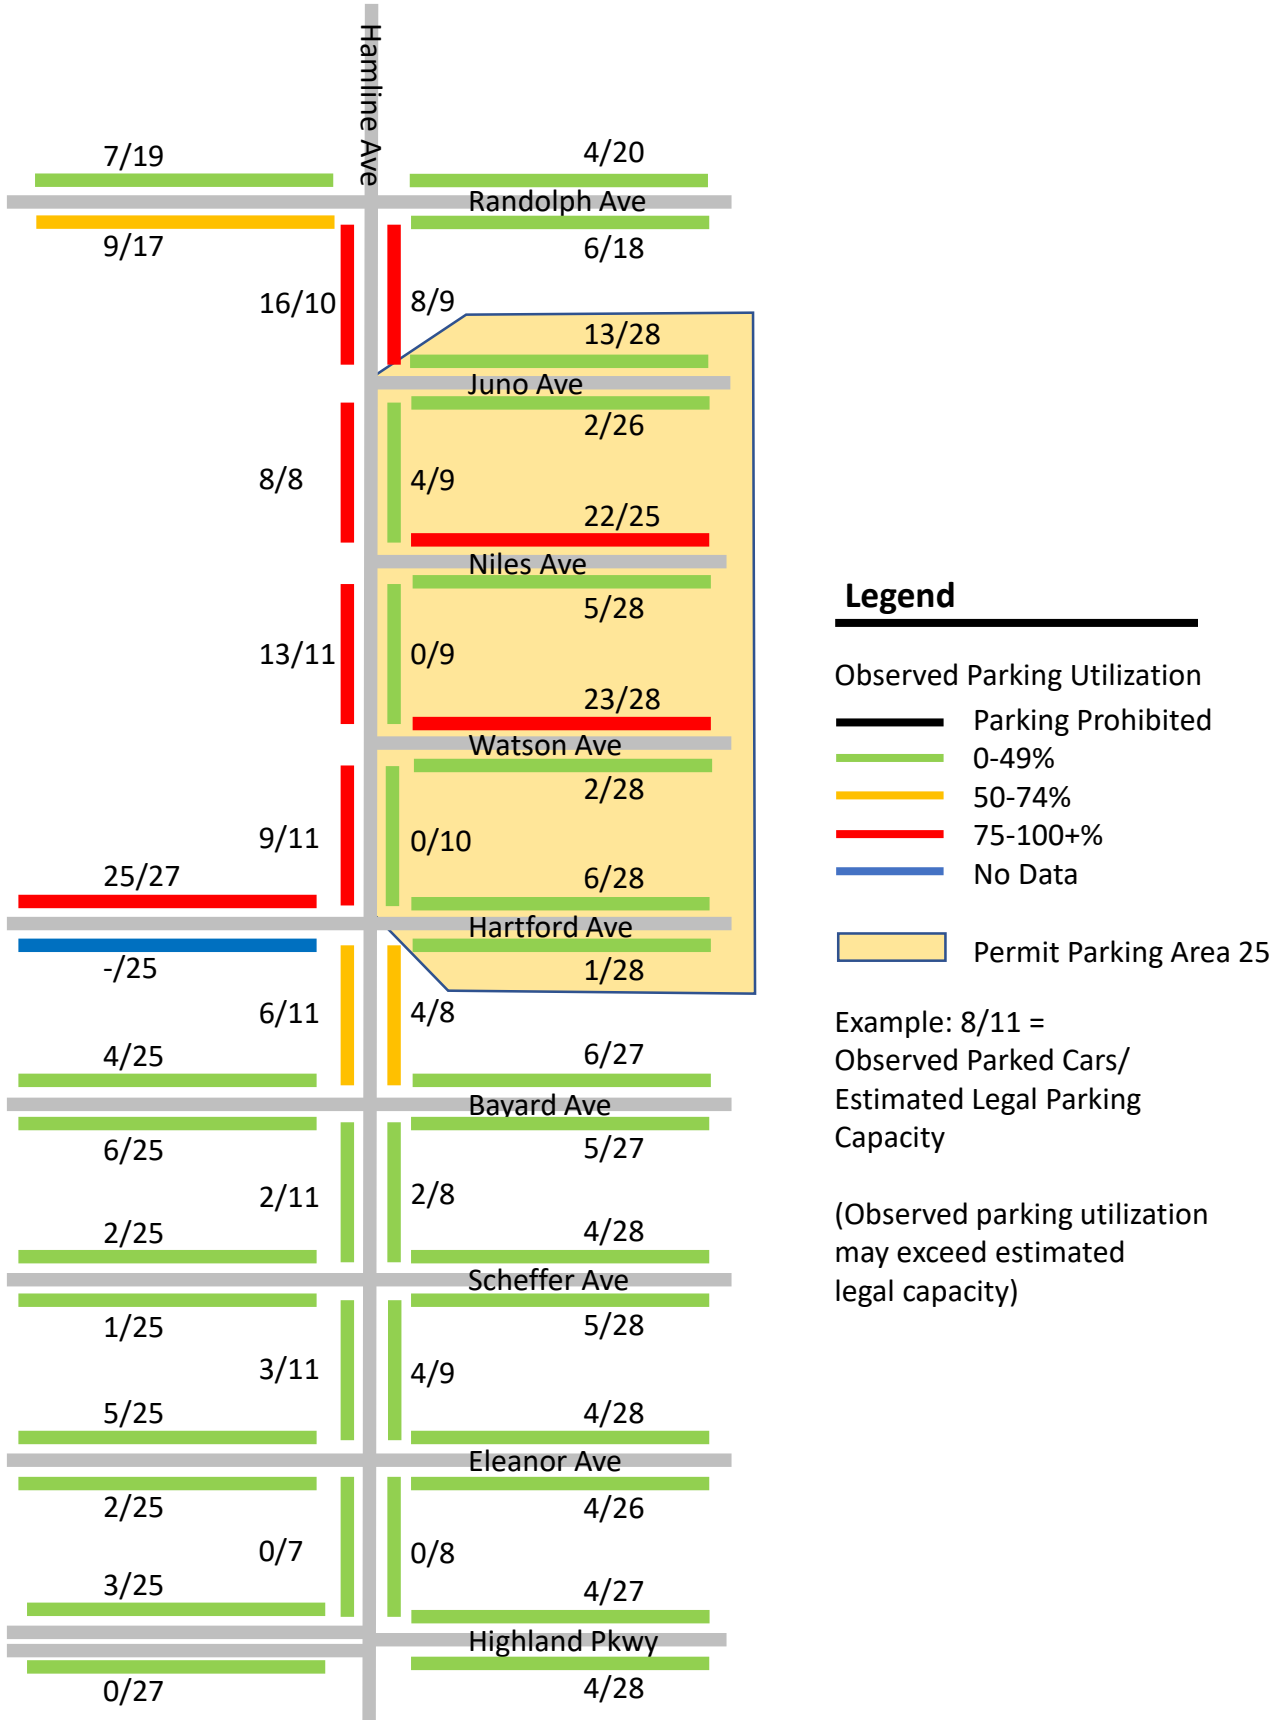 Hamline Ave
7/19
4/20
Randolph Ave
9/17
6/18
16/10
8/9
13/28
Juno Ave
2/26
8/8
4/9
22/25
Niles Ave
5/28
13/11
0/9
23/28
Watson Ave
2/28
9/11
0/10
25/27
6/28
Hartford Ave
-/25
1/28
6/11
4/8
4/25
6/27
Bayard Ave
6/25
5/27
2/11
2/8
2/25
4/28
Scheffer Ave
1/25
5/28
3/11
4/9
5/25
4/28
Eleanor Ave
2/25
4/26
0/7
0/8
3/25
4/27
Highland Pkwy
0/27
4/28
Legend
Observed Parking Utilization
Parking Prohibited
0-49%
50-74%
75-100+%
No Data
Permit Parking Area 25
Example: 8/11 =
Observed Parked Cars/
Estimated Legal Parking
Capacity
(Observed parking utilization
may exceed estimated
legal capacity)